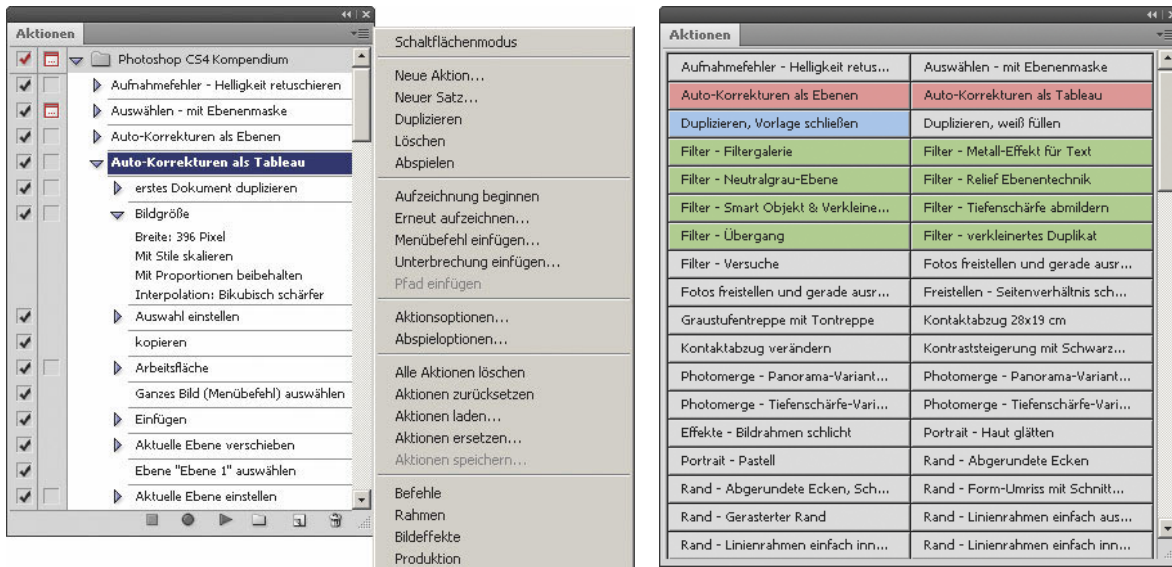 Aktionen
Photoshop CS4 Kompendium
Aufnahmefehler - Helligkeit retuschieren
Auswählen - mit Ebenenmaske
Auto-Korrekturen als Ebenen
Auto-Korrekturen als Tableau
erstes Dokument duplizieren
Bildgröße
Breite: 396 Pixel
Mit Stile skalieren
Mit Proportionen beibehalten
Interpolation: Bikubisch schärfer
Auswahl einstellen
kopieren
Arbeitsfläche
Ganzes Bild (Menübefehl) auswählen
Einfügen
Aktuelle Ebene verschieben
Ebene "Ebene 1" auswählen
Aktuelle Ebene einstellen
Schaltflächenmodus
Neue Aktion...
Neuer Satz...
Duplizieren
Löschen
Abspielen
Aufzeichnung beginnen
Erneut aufzeichnen...
Menübefehl einfügen...
Unterbrechung einfügen...
Pfad einfügen
Aktionsoptionen...
Abspieloptionen...
Alle Aktionen löschen
Aktionen zurücksetzen
Aktionen laden...
Aktionen ersetzen...
Aktionen speichern...
Befehle
Rahmen
Bildeffekte
Produktion
Aktionen
Aufnahmefehler - Helligkeit retus... Auswählen - mit Ebenenmaske
Auto-Korrekturen als Ebenen Auto-Korrekturen als Tableau
Duplizieren, Vorlage schließen Duplizieren, weiß füllen
Filter - Filtergalerie Filter - Metall-Effekt für Text
Filter - Neutralgrau-Ebene Filter - Relief Ebenentechnik
Filter - Smart Objekt & Verkleine... Filter - Tiefenschärfe abmildern
Filter - Übergang Filter - verkleinertes Duplikat
Filter - Versuche Fotos freistellen und gerade ausr...
Fotos freistellen und gerade ausr... Freistellen - Seitenverhältnis sch...
Graustufentreppe mit Tontreppe Kontaktabzug 28x19 cm
Kontaktabzug verändern Kontraststeigerung mit Schwarz...
Photomerge - Panorama-Variant... Photomerge - Panorama-Variant...
Photomerge - Tiefenschärfe-Vari... Photomerge - Tiefenschärfe-Vari...
Effekte - Bildrahmen schlicht Portrait - Haut glätten
Portrait - Pastell Rand - Abgerundete Ecken
Rand - Abgerundete Ecken, Sch... Rand - Form-Umriss mit Schnitt...
Rand - Gerasterter Rand Rand - Linienrahmen einfach aus...
Rand - Linienrahmen einfach inn... Rand - Linienrahmen einfach inn...